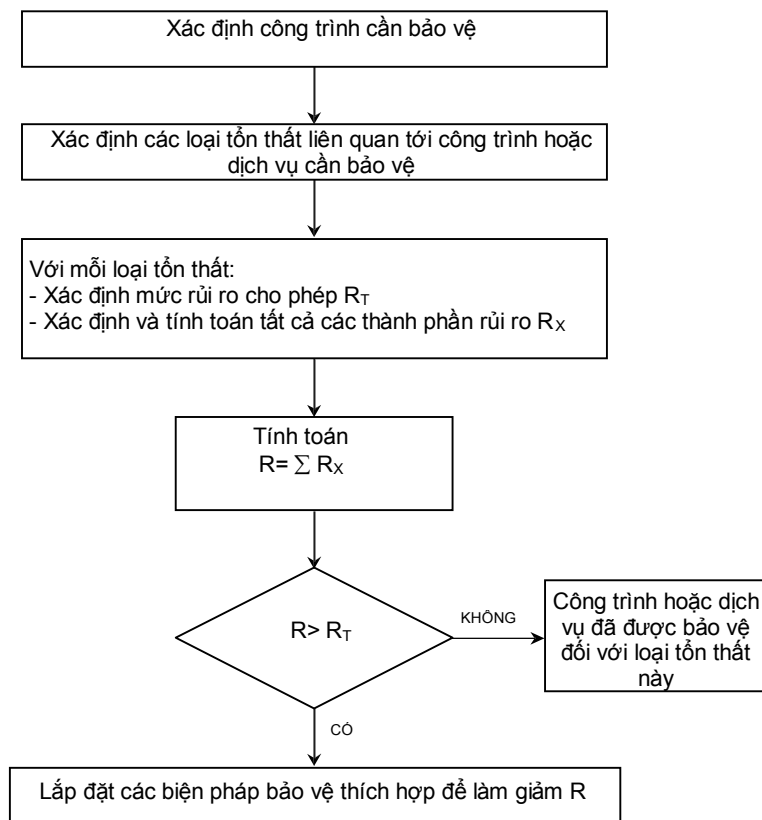 Xác định công trình cần bảo vệ
Xác định các loại tổn thất liên quan tới công trình hoặc
dịch vụ cần bảo vệ
Với mỗi loại tổn thất:
- Xác định mức rủi ro cho phép R_T
- Xác định và tính toán tất cả các thành phần rủi ro R_X
Tính toán
R= ∑ R_X
R> R_T
KHÔNG
Công trình hoặc dịch
vụ đã được bảo vệ
đối với loại tổn thất
này
CÓ
Lắp đặt các biện pháp bảo vệ thích hợp để làm giảm R